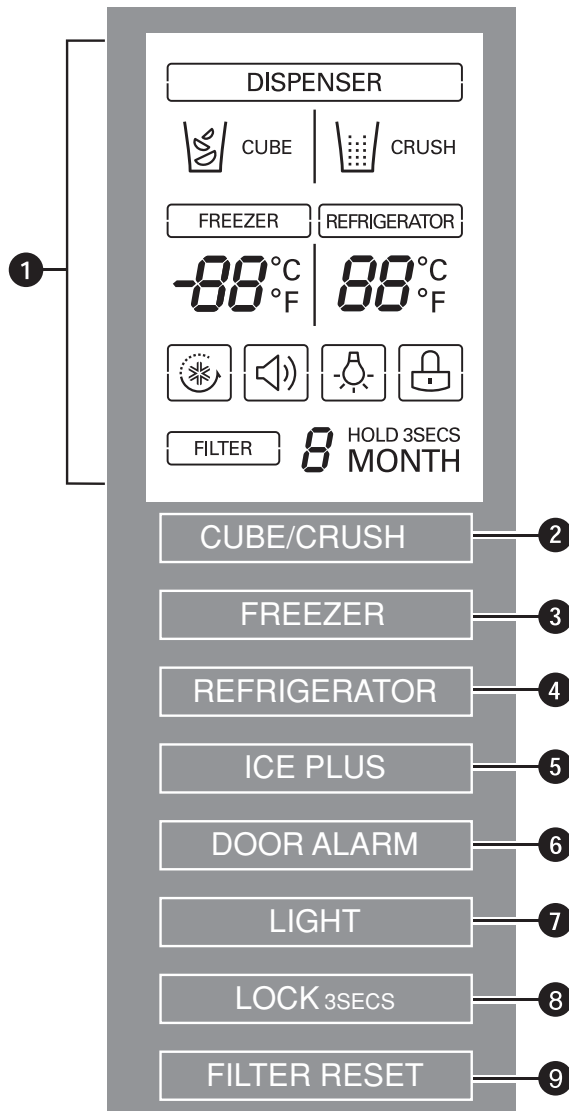 DISPENSER
CUBE CRUSH
FREEZER REFRIGERATOR
-88°C 88°C
°F °F
FILTER 8 HOLD 3SECS
MONTH
1
CUBE/CRUSH 2
FREEZER 3
REFRIGERATOR 4
ICE PLUS 5
DOOR ALARM 6
LIGHT 7
LOCK 3SECS 8
FILTER RESET 9